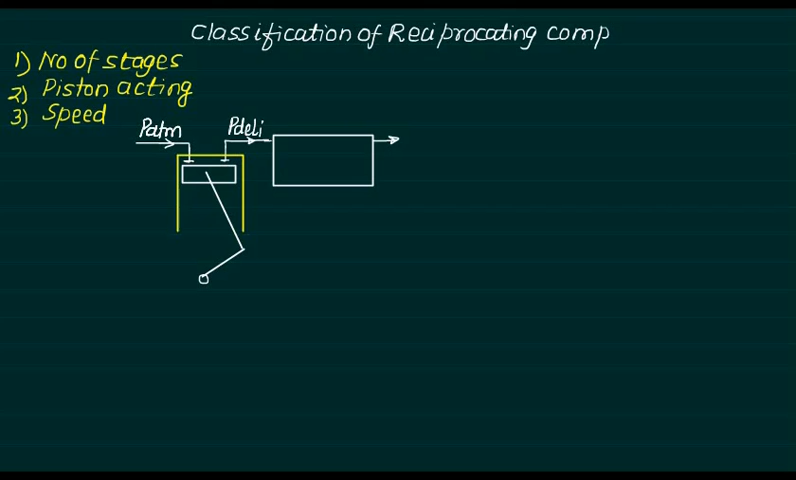 Classification of Reciprocating comp
1) No of stages
2) Piston acting
3) Speed
Patm
Pdeli